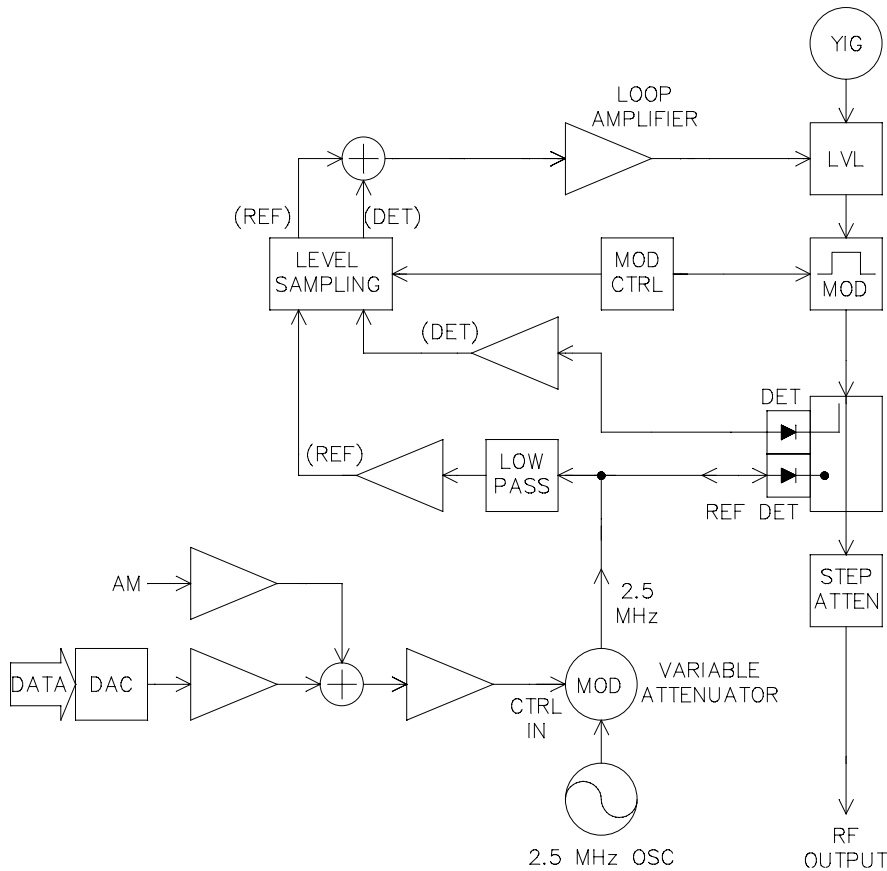 YIG
LOOP
AMPLIFIER
LVL
(REF)
(DET)
LEVEL
SAMPLING
MOD
CTRL
MOD
(DET)
DET
(REF)
LOW
PASS
REF DET
AM
2.5
MHz
STEP
ATTEN
DATA
DAC
MOD
VARIABLE
ATTENUATOR
CTRL
IN
2.5 MHz OSC
RF
OUTPUT